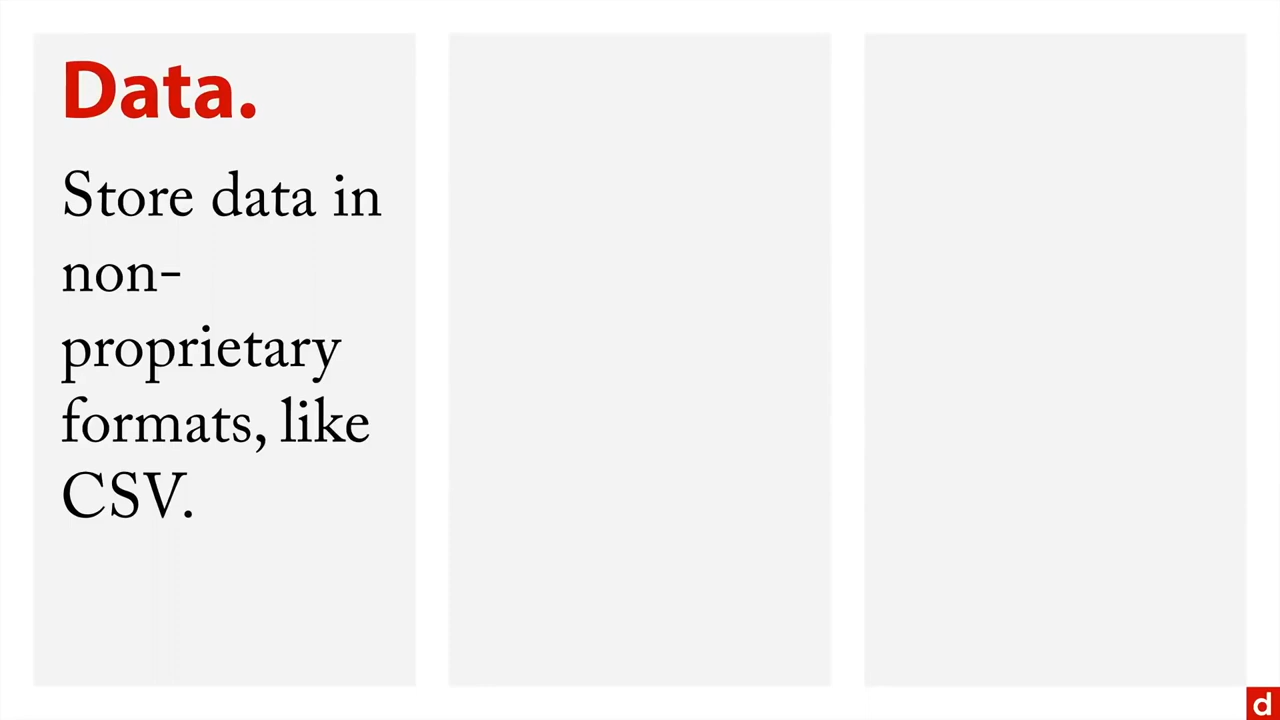 Data.
Store data in
non-
proprietary
formats, like
CSV.
d